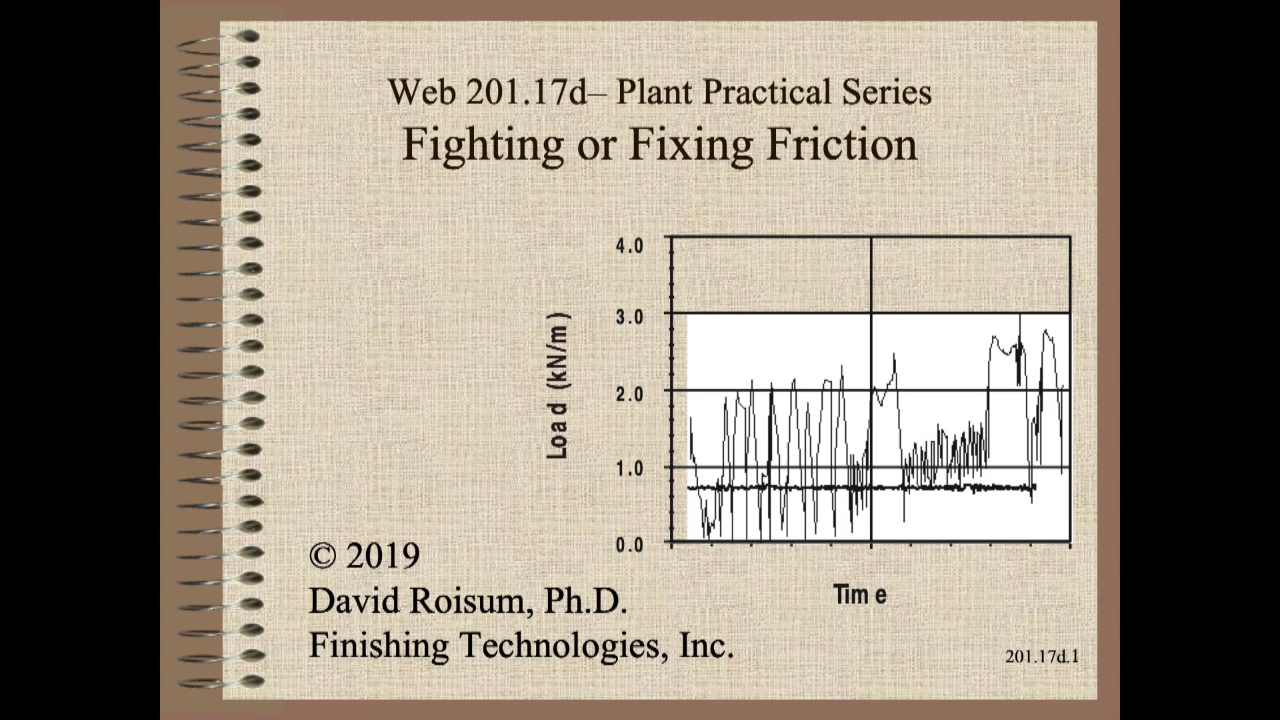 Web 201.17d– Plant Practical Series
Fighting or Fixing Friction
4.0
3.0
2.0
1.0
0.0
Load (kN/m)
Time
© 2019
David Roisum, Ph.D.
Finishing Technologies, Inc.
201.17d.1